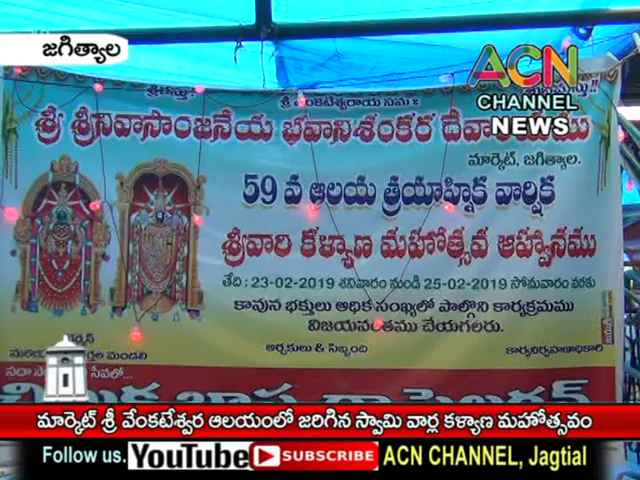 జగిత్యాల
ACN
CHANNEL
NEWS
శ్రీరస్తు
శ్రీ వెంకటేశ్వరాయ నమః
శ్రీ శ్రీనివాసాంజనేయ భవానిశంకర
మార్కెట్, జగిత్యాల.
59 వ ఆలయ త్రయాహ్నిక వార్షిక
శ్రీవారి కళ్యాణ మహోత్సవ ఆహ్వానము
తేది : 23-02-2019 శనివారం నుండి 25-02-2019 సోమవారం వరకు
కావున భక్తులు అధిక సంఖ్యలో పాల్గొని కార్యక్రమము
విజయవంతము చేయగలరు.
అర్చకులు & సిబ్బంది
కార్యనిర్వహణాధికారి
మార్కెట్ శ్రీ వేంకటేశ్వర ఆలయంలో జరిగిన స్వామి వార్ల కళ్యాణ మహోత్సవం
Follow us. YouTube SUBSCRIBE ACN CHANNEL, Jagtial